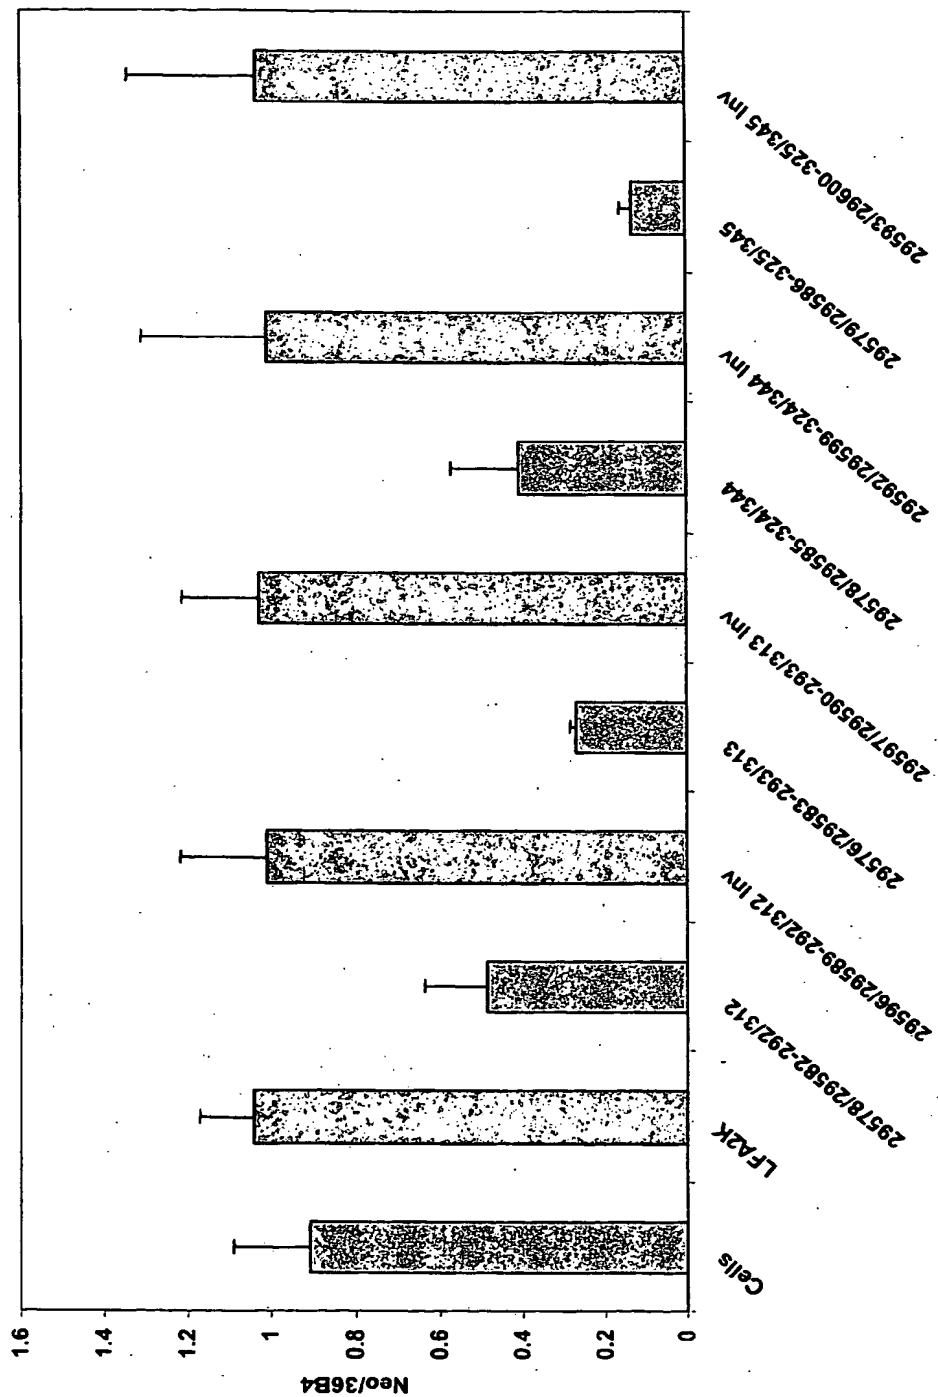 Neo/36B4
1.6
1.4
1.2
1
0.8
0.6
0.4
0.2
0
Cells
LFA2K
29578/29582-292/312
29596/29589-292/312 Inv
29576/29583-293/313
29597/29590-293/313 Inv
29578/29585-324/344
29592/29599-324/344 Inv
29579/29586-325/345
29593/29600-325/345 Inv